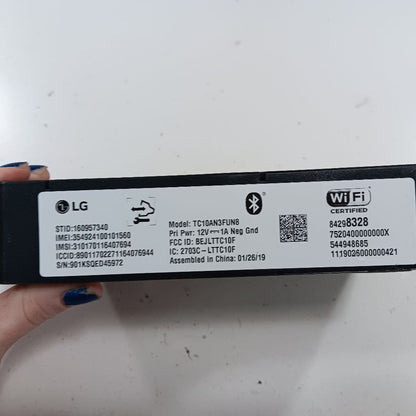 LG
STID:160957340
IMEI:354924100101560
IMSI:310170116407694
ICCID:89011702271164076944
S/N:901KSQED45972
Model: TC10AN3FUN8
Pri Pwr: 12V⎓1A Neg Gnd
FCC ID: BEJLTTC10F
IC: 2703C-LTTC10F
Assembled in China: 01/26/19
WiFi
CERTIFIED
84298328
7520400000000X
544948685
1119036000000421